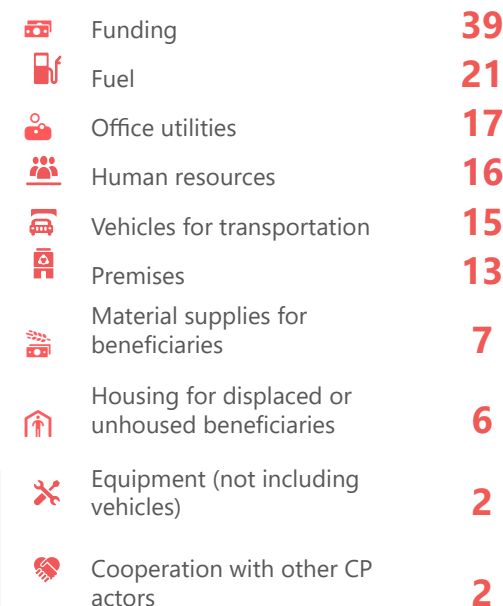 Funding 39
Fuel 21
Office utilities 17
Human resources 16
Vehicles for transportation 15
Premises 13
Material supplies for
beneficiaries 7
Housing for displaced or
unhoused beneficiaries 6
Equipment (not including
vehicles) 2
Cooperation with other CP
actors 2